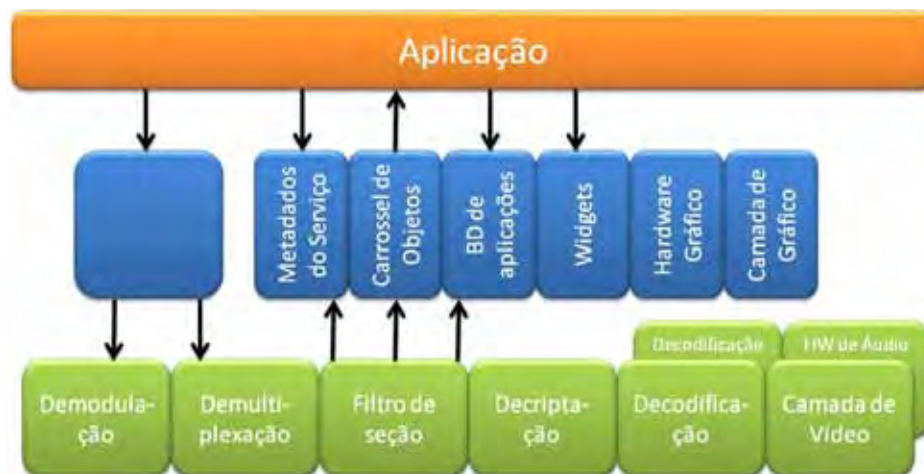 Aplicação
Metadados
do Serviço
Carrossel de
Objetos
BD de
aplicações
Widgets
Hardware
Gráfico
Camada de
Gráfico
Decodificação
HW de Áudio
Demodula-
ção
Demulti-
plexação
Filtro de
seção
Decripta-
ção
Decodifica-
ção
Camada de
Vídeo